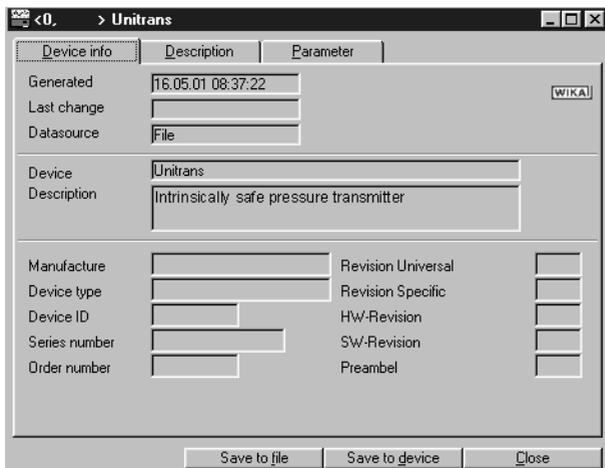 <0,        > Unitrans
Device info Description Parameter
Generated 16.05.01 08:37:22
WIKA
Last change
Datasource File
Device Unitrans
Description Intrinsically safe pressure transmitter
Manufacture Revision Universal
Device type Revision Specific
Device ID HW-Revision
Series number SW-Revision
Order number Preambel
Save to file Save to device Close